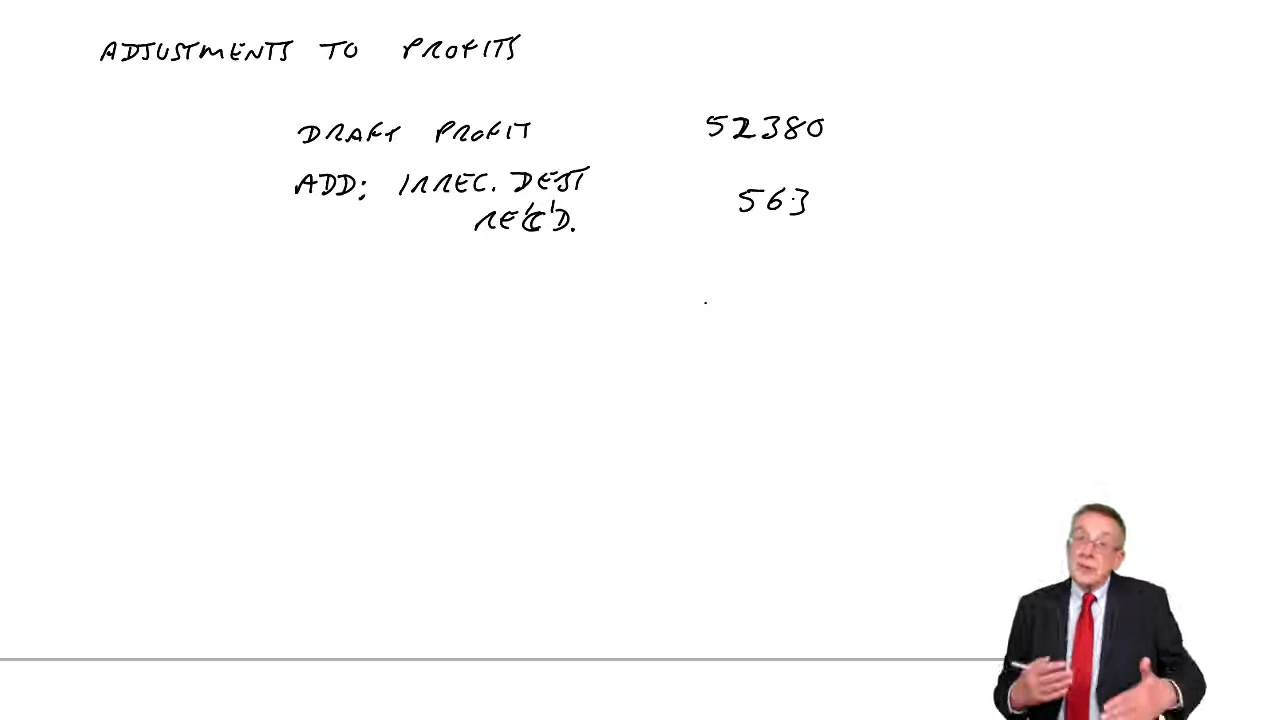 ADJUSTMENTS TO PROFITS
DRAFT PROFIT 52380
ADD: IRREC. DEBT 563
REC'D.